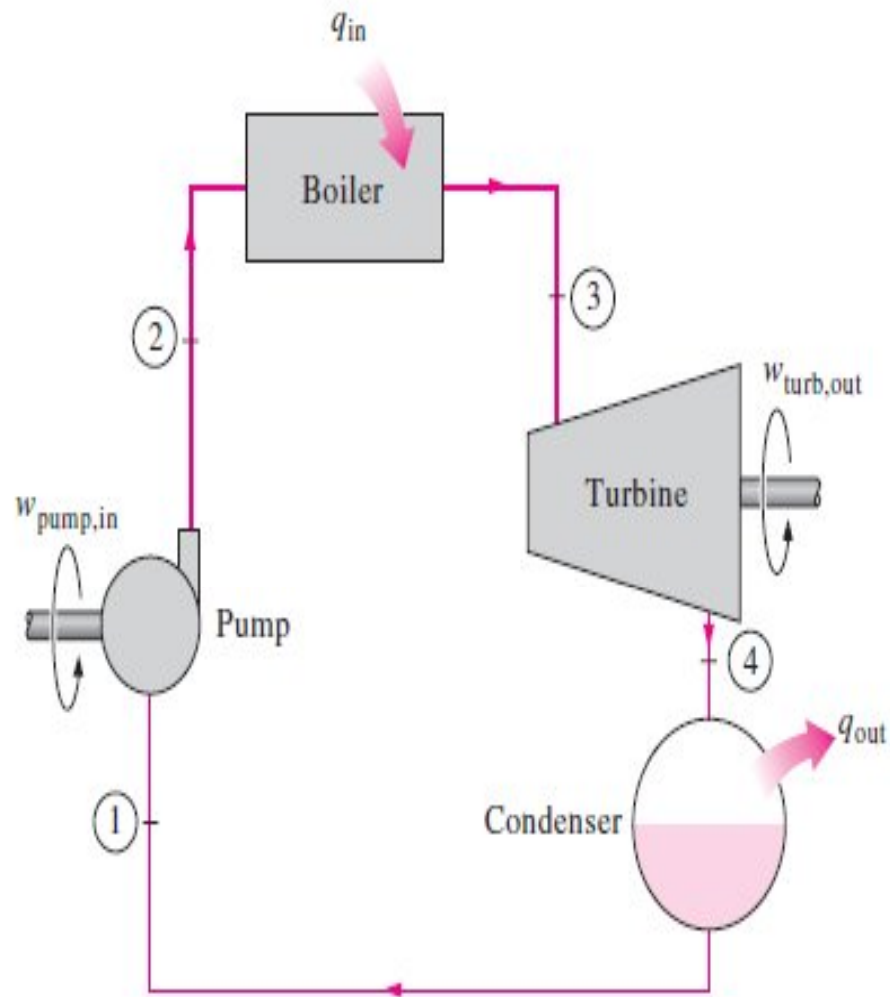 q_in
Boiler
3
2
w_turb,out
Turbine
w_pump,in
Pump
4
q_out
Condenser
1